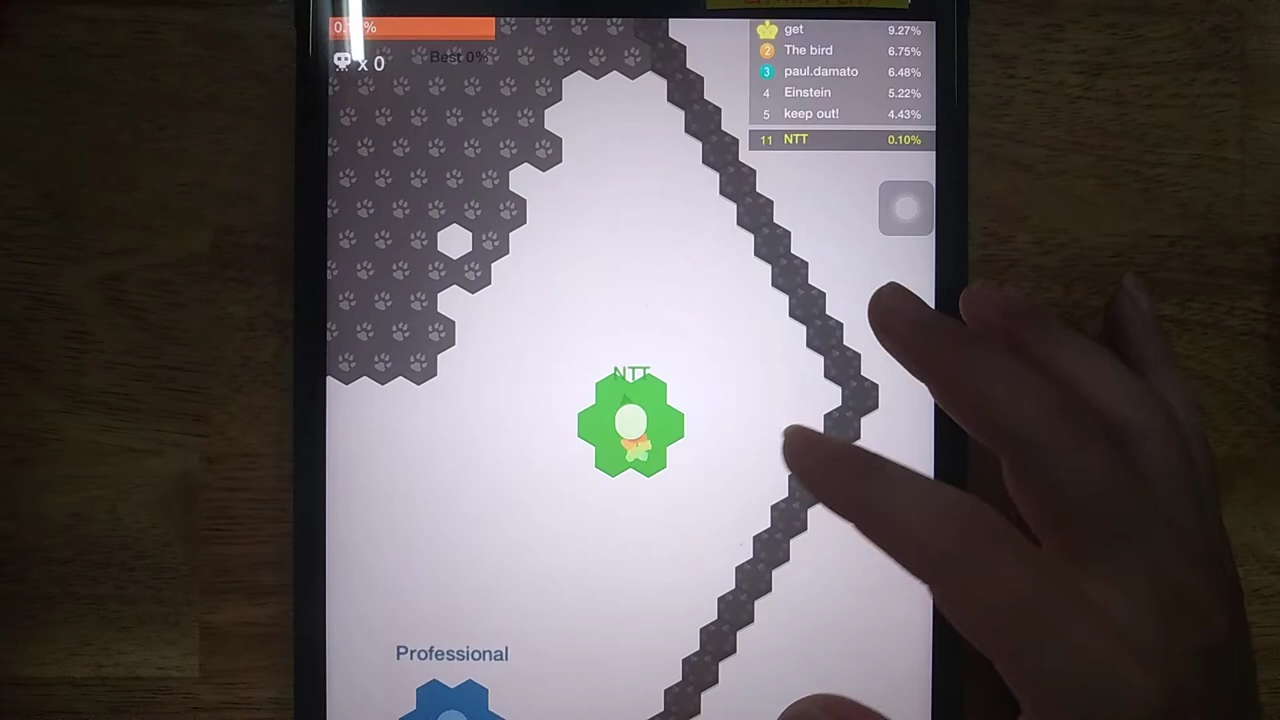 x 0
Best 0%
get 9.27%
2 The bird 6.75%
3 paul.damato 6.48%
4 Einstein 5.22%
5 keep out! 4.43%
11 NTT 0.10%
NTT
Professional